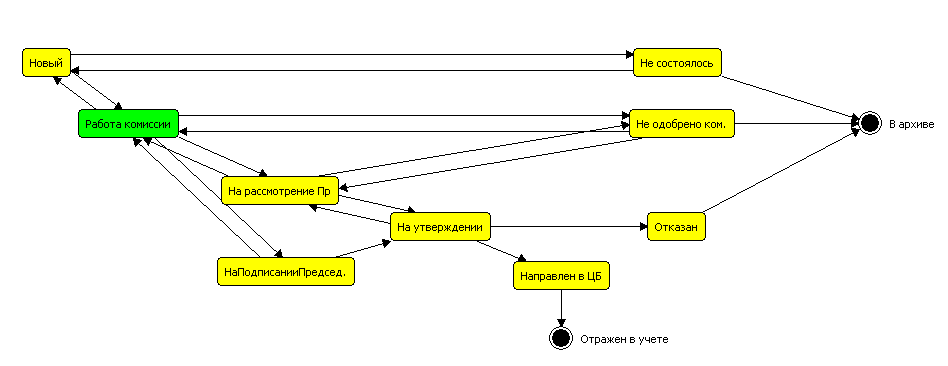 Новый
Не состоялось
Работа комиссии
Не одобрено ком.
В архиве
На рассмотрение Пр
На утверждении
Отказан
НаПодписанииПредсед.
Направлен в ЦБ
Отражен в учете